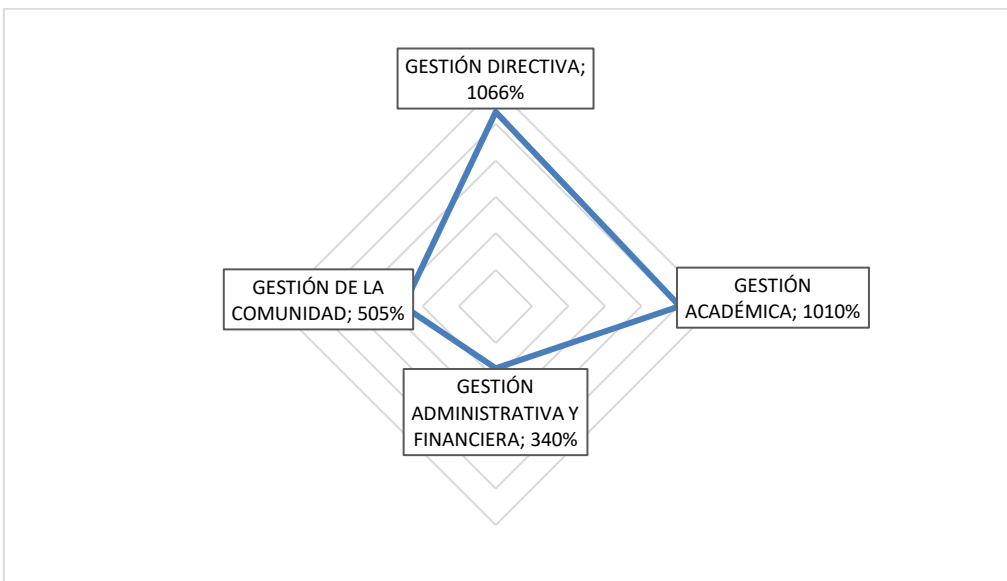 GESTIÓN DIRECTIVA;
1066%
GESTIÓN DE LA
COMUNIDAD; 505%
GESTIÓN
ACADÉMICA; 1010%
GESTIÓN
ADMINISTRATIVA Y
FINANCIERA; 340%